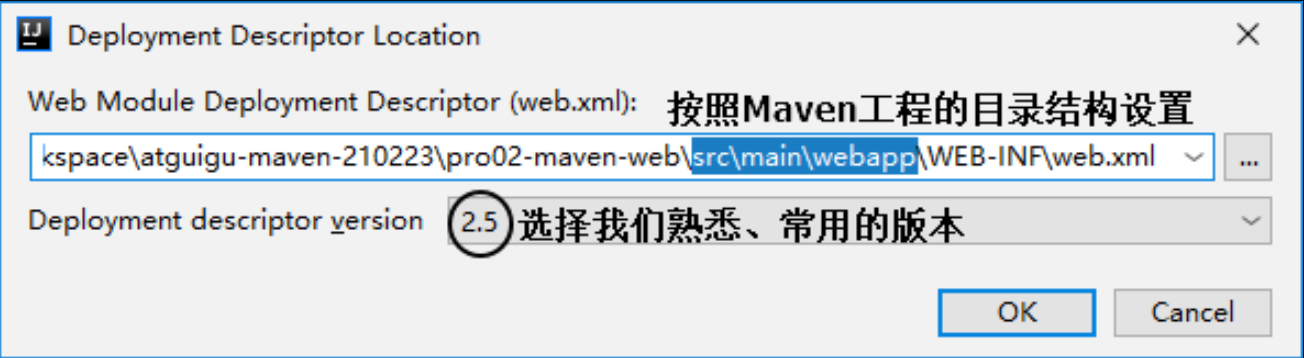 IJ Deployment Descriptor Location
Web Module Deployment Descriptor (web.xml): 按照Maven工程的目录结构设置
kspace\atguigu-maven-210223\pro02-maven-web\src\main\webapp\WEB-INF\web.xml ...
Deployment descriptor version 2.5 选择我们熟悉、常用的版本
OK Cancel